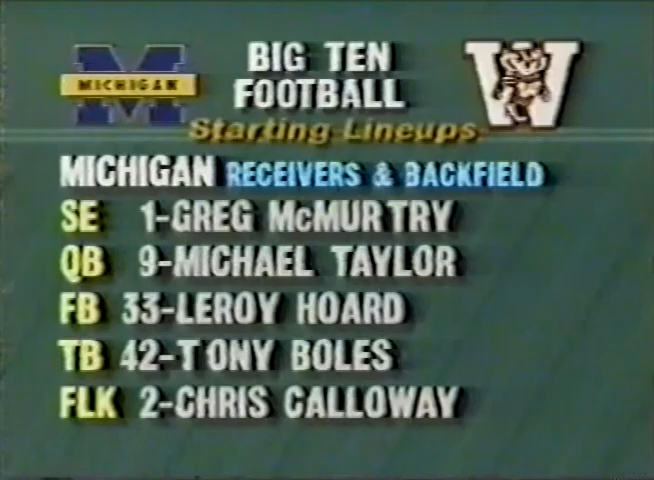 MICHIGAN
BIG TEN
FOOTBALL
W
Starting Lineups
MICHIGAN RECEIVERS & BACKFIELD
SE 1-GREG McMURTRY
QB 9-MICHAEL TAYLOR
FB 33-LEROY HOARD
TB 42-TONY BOLES
FLK 2-CHRIS CALLOWAY